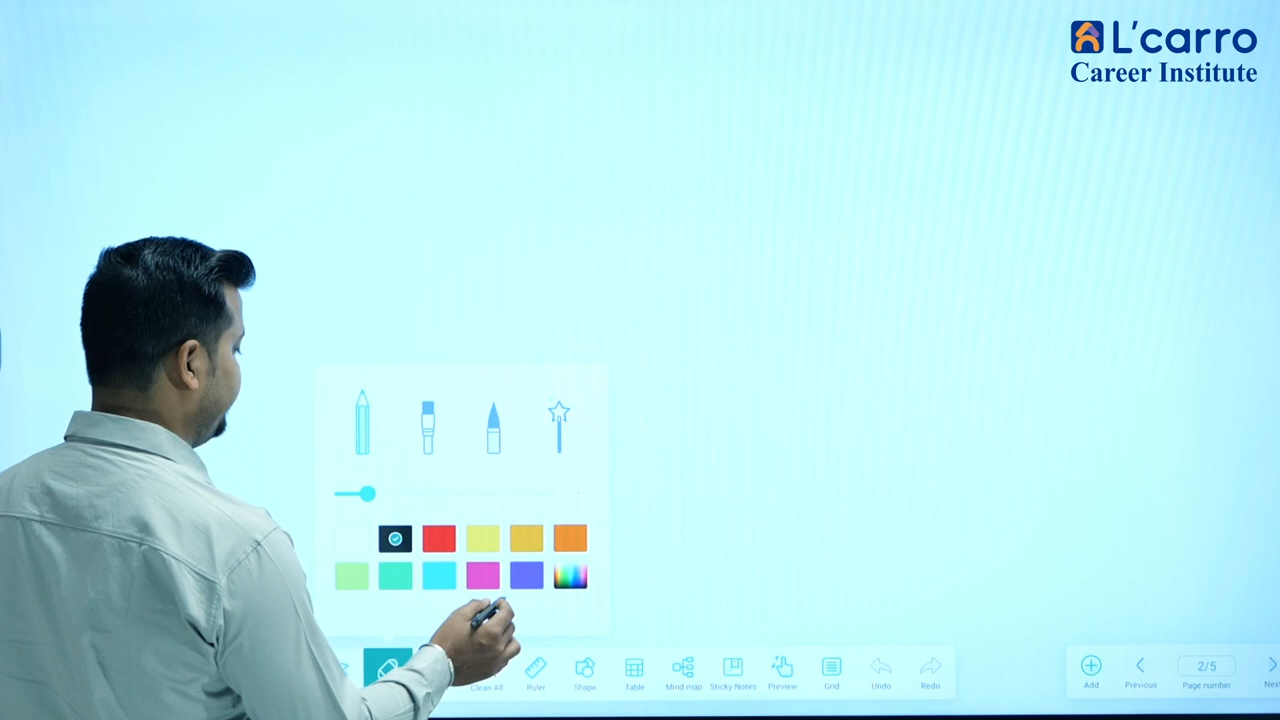 L'carro
Career Institute
Clean All
Ruler
Shape
Table
Mind map
Sticky-Notes
Preview
Grid
Undo
Redo
Add
Previous
2/5
Page number